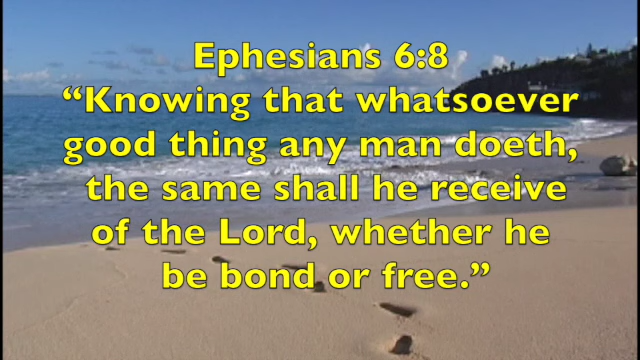 Ephesians 6:8
“Knowing that whatsoever
good thing any man doeth,
the same shall he receive
of the Lord, whether he
be bond or free.”